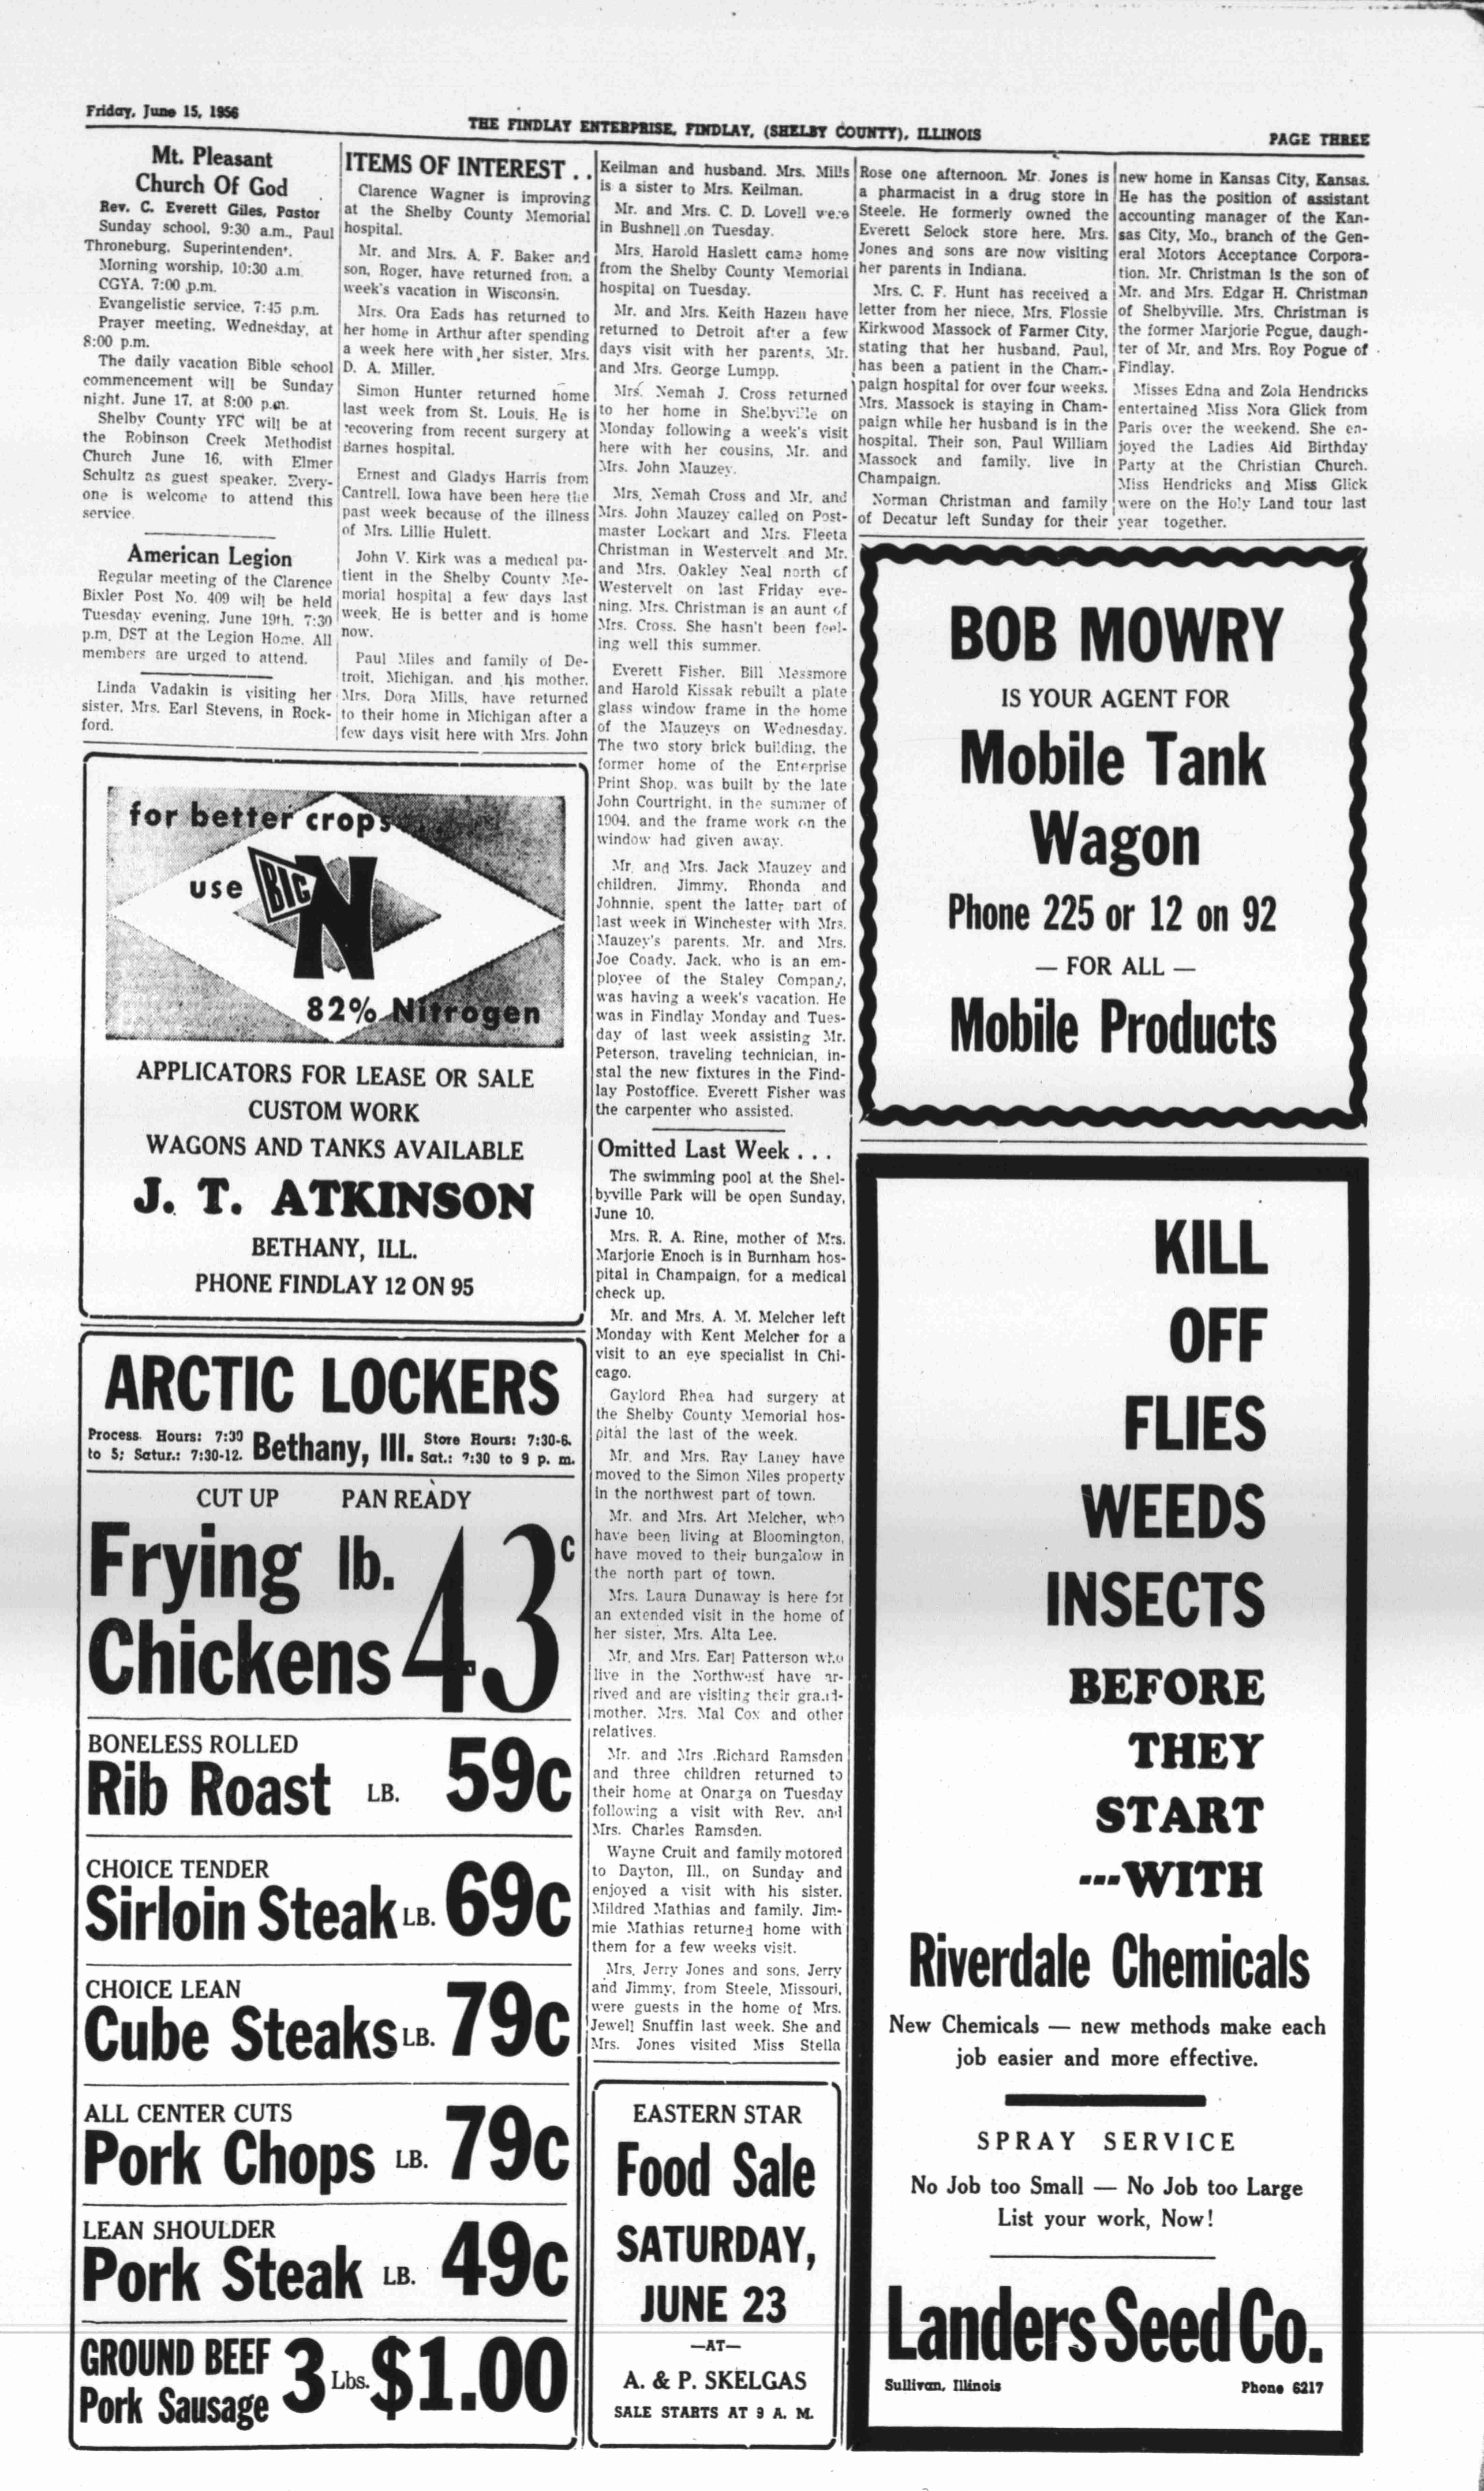 Friday, June 15, 1956
THE FINDLAY ENTERPRISE, FINDLAY, (SHELBY COUNTY), ILLINOIS
PAGE THREE
Mt. Pleasant
Church Of God
Rev. C. Everett Giles, Pastor
Sunday school, 9:30 a.m., Paul
Throneburg, Superintendent.
Morning worship, 10:30 a.m.
CGYA, 7:00 p.m.
Evangelistic service, 7:45 p.m.
Prayer meeting, Wednesday, at
8:00 p.m.
The daily vacation Bible school
commencement will be Sunday
night, June 17, at 8:00 p.m.
Shelby County YFC will be at
the Robinson Creek Methodist
Church June 16, with Elmer
Schultz as guest speaker. Every-
one is welcome to attend this
service.
American Legion
Regular meeting of the Clarence
Bixler Post No. 409 will be held
Tuesday evening, June 19th, 7:30
p.m. DST at the Legion Home. All
members are urged to attend.
Linda Vadakin is visiting her
sister, Mrs. Earl Stevens, in Rock-
ford.
ITEMS OF INTEREST . .
Clarence Wagner is improving
at the Shelby County Memorial
hospital.
Mr. and Mrs. A. F. Baker and
son, Roger, have returned from a
week's vacation in Wisconsin.
Mrs. Ora Eads has returned to
her home in Arthur after spending
a week here with her sister, Mrs.
D. A. Miller.
Simon Hunter returned home
last week from St. Louis. He is
recovering from recent surgery at
Barnes hospital.
Ernest and Gladys Harris from
Cantrell, Iowa have been here the
past week because of the illness
of Mrs. Lillie Hulett.
John V. Kirk was a medical pa-
tient in the Shelby County Me-
morial hospital a few days last
week. He is better and is home
now.
Paul Miles and family of De-
troit, Michigan, and his mother,
Mrs. Dora Mills, have returned
to their home in Michigan after a
few days visit here with Mrs. John
Keilman and husband. Mrs. Mills
is a sister to Mrs. Keilman.
Mr. and Mrs. C. D. Lovell were
in Bushnell on Tuesday.
Mrs. Harold Haslett came home
from the Shelby County Memorial
hospital on Tuesday.
Mr. and Mrs. Keith Hazen have
returned to Detroit after a few
days visit with her parents, Mr.
and Mrs. George Lumpp.
Mrs. Nemah J. Cross returned
to her home in Shelbyville on
Monday following a week's visit
here with her cousins, Mr. and
Mrs. John Mauzey.
Mrs. Nemah Cross and Mr. and
Mrs. John Mauzey called on Post-
master Lockart and Mrs. Fleeta
Christman in Westervelt and Mr.
and Mrs. Oakley Neal north of
Westervelt on last Friday eve-
ning. Mrs. Christman is an aunt of
Mrs. Cross. She hasn't been feel-
ing well this summer.
Everett Fisher, Bill Messmore
and Harold Kissak rebuilt a plate
glass window frame in the home
of the Mauzeys on Wednesday.
The two story brick building, the
former home of the Enterprise
Print Shop, was built by the late
John Courtright, in the summer of
1904, and the frame work on the
window had given away.
Mr. and Mrs. Jack Mauzey and
children, Jimmy, Rhonda and
Johnnie, spent the latter part of
last week in Winchester with Mrs.
Mauzey's parents, Mr. and Mrs.
Joe Coady. Jack, who is an em-
ployee of the Staley Company,
was having a week's vacation. He
was in Findlay Monday and Tues-
day of last week assisting Mr.
Peterson, traveling technician, in-
stal the new fixtures in the Find-
lay Postoffice. Everett Fisher was
the carpenter who assisted.
Omitted Last Week . . .
The swimming pool at the Shel-
byville Park will be open Sunday,
June 10.
Mrs. R. A. Rine, mother of Mrs.
Marjorie Enoch is in Burnham hos-
pital in Champaign, for a medical
check up.
Mr. and Mrs. A. M. Melcher left
Monday with Kent Melcher for a
visit to an eye specialist in Chi-
cago.
Gaylord Rhea had surgery at
the Shelby County Memorial hos-
pital the last of the week.
Mr. and Mrs. Ray Laney have
moved to the Simon Niles property
in the northwest part of town.
Mr. and Mrs. Art Melcher, who
have been living at Bloomington,
have moved to their bungalow in
the north part of town.
Mrs. Laura Dunaway is here for
an extended visit in the home of
her sister, Mrs. Alta Lee.
Mr. and Mrs. Earl Patterson who
live in the Northwest have ar-
rived and are visiting their grand-
mother, Mrs. Mal Cox and other
relatives.
Mr. and Mrs .Richard Ramsden
and three children returned to
their home at Onarga on Tuesday
following a visit with Rev. and
Mrs. Charles Ramsden.
Wayne Cruit and family motored
to Dayton, Ill., on Sunday and
enjoyed a visit with his sister,
Mildred Mathias and family. Jim-
mie Mathias returned home with
them for a few weeks visit.
Mrs. Jerry Jones and sons, Jerry
and Jimmy, from Steele, Missouri,
were guests in the home of Mrs.
Jewell Snuffin last week. She and
Mrs. Jones visited Miss Stella
Rose one afternoon. Mr. Jones is
a pharmacist in a drug store in
Steele. He formerly owned the
Everett Selock store here. Mrs.
Jones and sons are now visiting
her parents in Indiana.
Mrs. C. F. Hunt has received a
letter from her niece, Mrs. Flossie
Kirkwood Massock of Farmer City,
stating that her husband, Paul,
has been a patient in the Cham-
paign hospital for over four weeks.
Mrs. Massock is staying in Cham-
paign while her husband is in the
hospital. Their son, Paul William
Massock and family, live in
Champaign.
Norman Christman and family
of Decatur left Sunday for their
new home in Kansas City, Kansas.
He has the position of assistant
accounting manager of the Kan-
sas City, Mo., branch of the Gen-
eral Motors Acceptance Corpora-
tion. Mr. Christman is the son of
Mr. and Mrs. Edgar H. Christman
of Shelbyville. Mrs. Christman is
the former Marjorie Pogue, daugh-
ter of Mr. and Mrs. Roy Pogue of
Findlay.
Misses Edna and Zola Hendricks
entertained Miss Nora Glick from
Paris over the weekend. She en-
joyed the Ladies Aid Birthday
Party at the Christian Church.
Miss Hendricks and Miss Glick
were on the Holy Land tour last
year together.
for better crops
use BIG N
82% Nitrogen
APPLICATORS FOR LEASE OR SALE
CUSTOM WORK
WAGONS AND TANKS AVAILABLE
J. T. ATKINSON
BETHANY, ILL.
PHONE FINDLAY 12 ON 95
ARCTIC LOCKERS
Process Hours: 7:30
to 5; Satur.: 7:30-12.
Bethany, Ill.
Store Hours: 7:30-6.
Sat.: 7:30 to 9 p. m.
CUT UP PAN READY
Frying Chickens lb. 43c
BONELESS ROLLED
Rib Roast LB. 59c
CHOICE TENDER
Sirloin Steak LB. 69c
CHOICE LEAN
Cube Steaks LB. 79c
ALL CENTER CUTS
Pork Chops LB. 79c
LEAN SHOULDER
Pork Steak LB. 49c
GROUND BEEF
Pork Sausage 3 Lbs. $1.00
EASTERN STAR
Food Sale
SATURDAY,
JUNE 23
—AT—
A. & P. SKELGAS
SALE STARTS AT 9 A. M.
BOB MOWRY
IS YOUR AGENT FOR
Mobile Tank
Wagon
Phone 225 or 12 on 92
— FOR ALL —
Mobile Products
KILL
OFF
FLIES
WEEDS
INSECTS
BEFORE
THEY
START
---WITH
Riverdale Chemicals
New Chemicals — new methods make each
job easier and more effective.
SPRAY SERVICE
No Job too Small — No Job too Large
List your work, Now!
Landers Seed Co.
Sullivan, Illinois
Phone 6217